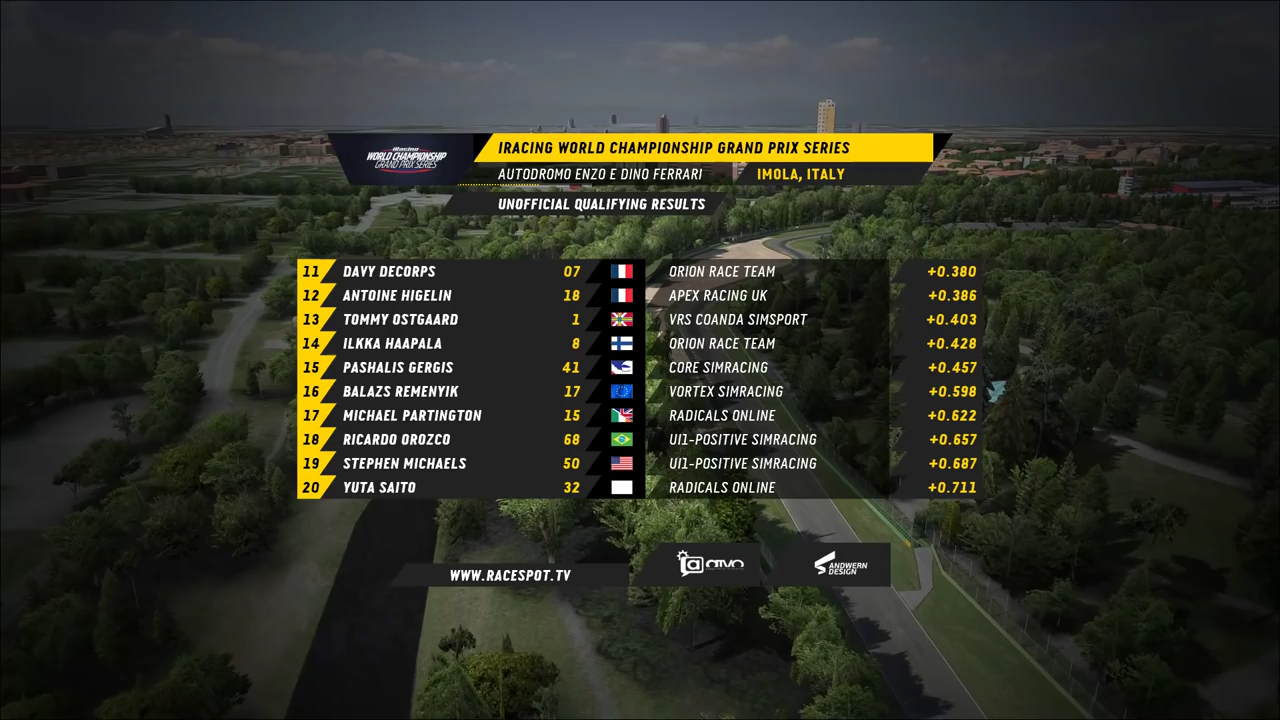 iRacing
WORLD CHAMPIONSHIP
GRAND PRIX SERIES
IRACING WORLD CHAMPIONSHIP GRAND PRIX SERIES
AUTODROMO ENZO E DINO FERRARI IMOLA, ITALY
UNOFFICIAL QUALIFYING RESULTS
11 DAVY DECORPS 07 ORION RACE TEAM +0.380
12 ANTOINE HIGELIN 18 APEX RACING UK +0.386
13 TOMMY OSTGAARD 1 VRS COANDA SIMSPORT +0.403
14 ILKKA HAAPALA 8 ORION RACE TEAM +0.428
15 PASHALIS GERGIS 41 CORE SIMRACING +0.457
16 BALAZS REMENYIK 17 VORTEX SIMRACING +0.598
17 MICHAEL PARTINGTON 15 RADICALS ONLINE +0.622
18 RICARDO OROZCO 68 UI1-POSITIVE SIMRACING +0.657
19 STEPHEN MICHAELS 50 UI1-POSITIVE SIMRACING +0.687
20 YUTA SAITO 32 RADICALS ONLINE +0.711
WWW.RACESPOT.TV
ANDWERN
DESIGN